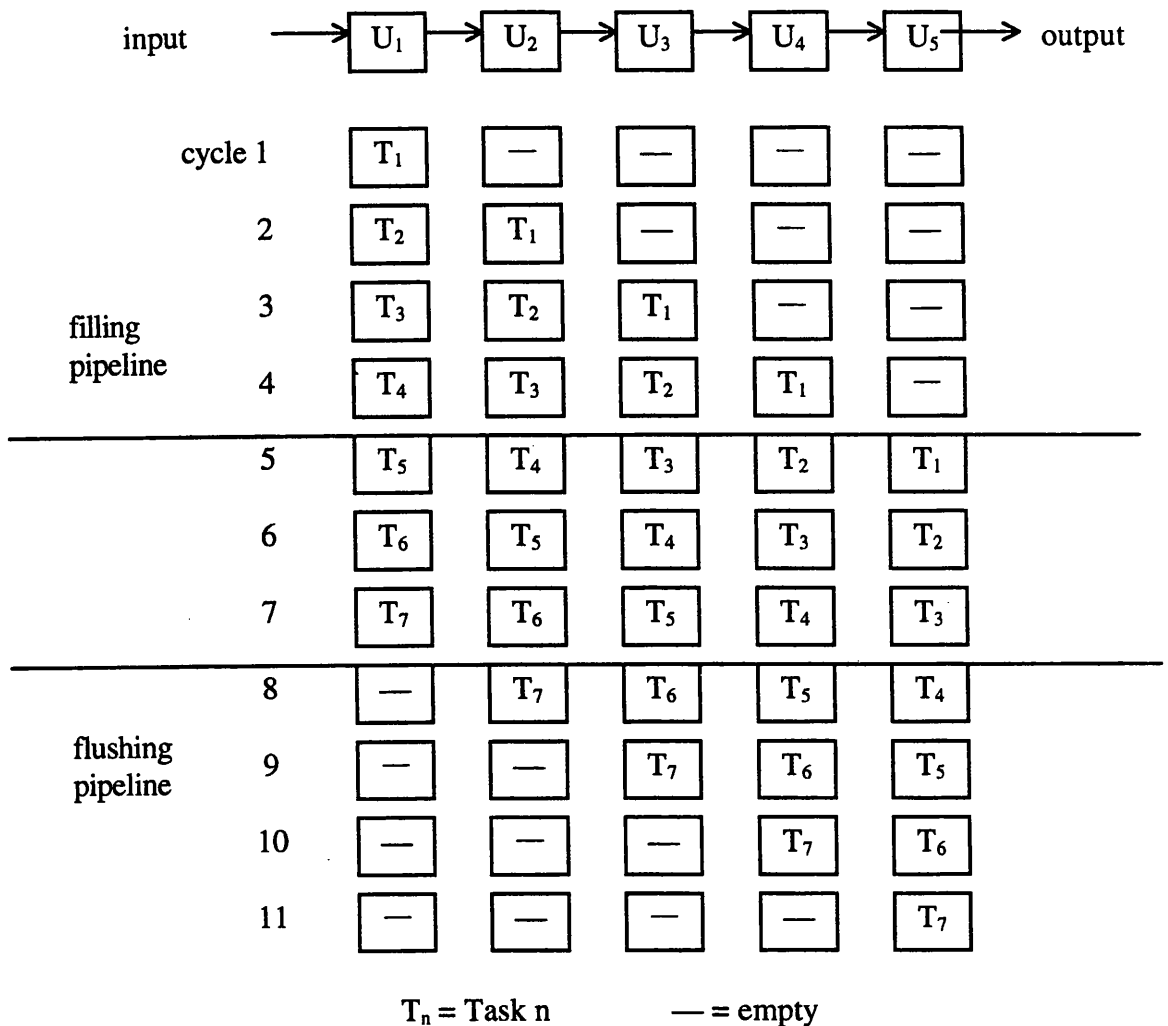 input U₁ U₂ U₃ U₄ U₅ output
cycle 1 T₁ — — — —
2 T₂ T₁ — — —
3 T₃ T₂ T₁ — —
filling
pipeline
4 T₄ T₃ T₂ T₁ —
5 T₅ T₄ T₃ T₂ T₁
6 T₆ T₅ T₄ T₃ T₂
7 T₇ T₆ T₅ T₄ T₃
8 — T₇ T₆ T₅ T₄
flushing
pipeline
9 — — T₇ T₆ T₅
10 — — — T₇ T₆
11 — — — — T₇
Tₙ = Task n — = empty